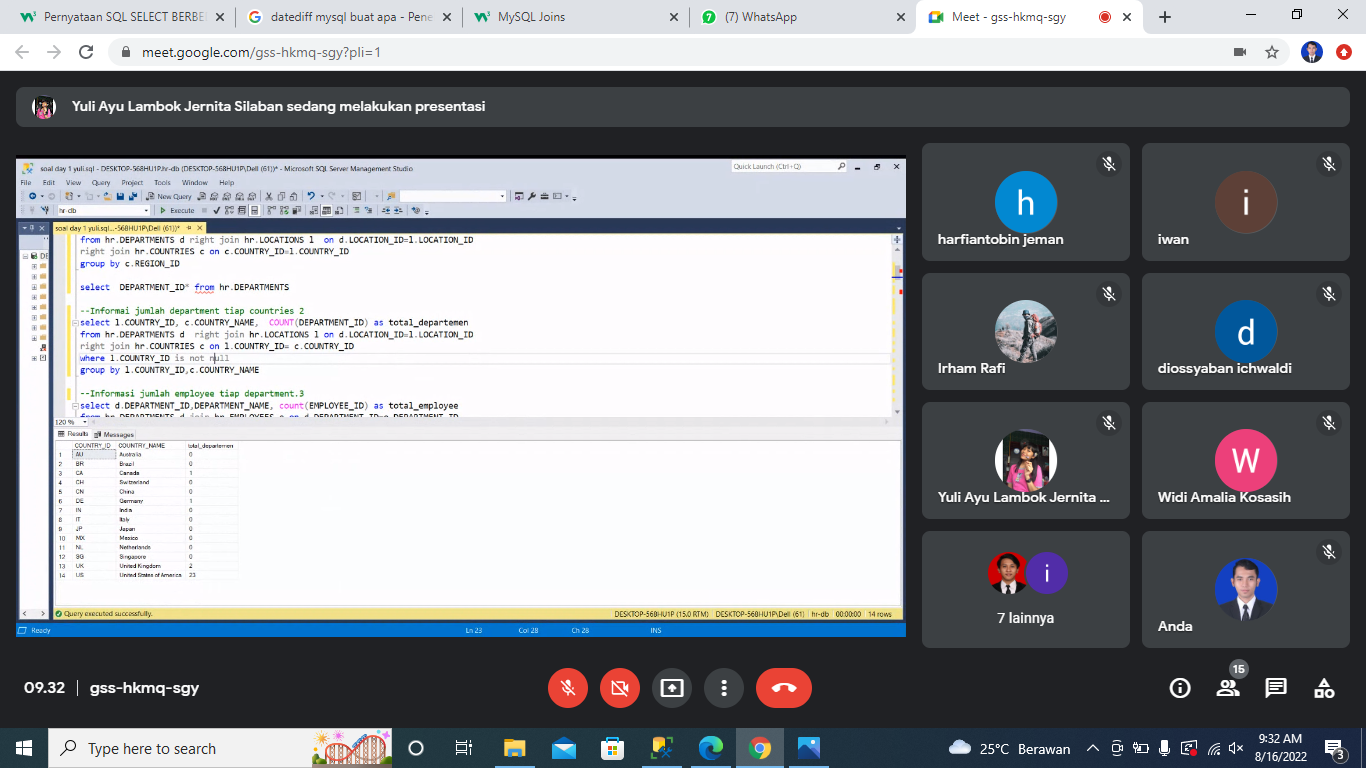 Pernyataan SQL SELECT BERBE
datediff mysql buat apa - Pene
MySQL Joins
(7) WhatsApp
Meet - gss-hkmq-sgy
meet.google.com/gss-hkmq-sgy?pli=1
Yuli Ayu Lambok Jernita Silaban sedang melakukan presentasi
soal day 1 yuli.sql - DESKTOP-568HU1P.hr-db (DESKTOP-568HU1P\Dell (61))* - Microsoft SQL Server Management Studio
Quick Launch (Ctrl+Q)
File Edit View Query Project Tools Window Help
New Query
hr-db
Execute
soal day 1 yuli.sql...-568HU1P\Dell (61))*
from hr.DEPARTMENTS d right join hr.LOCATIONS l on d.LOCATION_ID=l.LOCATION_ID
right join hr.COUNTRIES c on c.COUNTRY_ID=l.COUNTRY_ID
group by c.REGION_ID
select DEPARTMENT_ID* from hr.DEPARTMENTS
--Informai jumlah department tiap countries 2
select l.COUNTRY_ID, c.COUNTRY_NAME, COUNT(DEPARTMENT_ID) as total_departemen
from hr.DEPARTMENTS d right join hr.LOCATIONS l on d.LOCATION_ID=l.LOCATION_ID
right join hr.COUNTRIES c on l.COUNTRY_ID= c.COUNTRY_ID
where l.COUNTRY_ID is not null
group by l.COUNTRY_ID,c.COUNTRY_NAME
--Informasi jumlah employee tiap department.3
select d.DEPARTMENT_ID,DEPARTMENT_NAME, count(EMPLOYEE_ID) as total_employee
from hr.DEPARTMENTS d join hr.EMPLOYEES e on d.DEPARTMENT_ID=e.DEPARTMENT_ID
120 %
Results Messages
COUNTRY_ID COUNTRY_NAME total_departemen
1 AU Australia 0
2 BR Brazil 0
3 CA Canada 1
4 CH Switzerland 0
5 CN China 0
6 DE Germany 1
7 IN India 0
8 IT Italy 0
9 JP Japan 0
10 MX Mexico 0
11 NL Netherlands 0
12 SG Singapore 0
13 UK United Kingdom 2
14 US United States of America 23
Query executed successfully.
DESKTOP-568HU1P (15.0 RTM) DESKTOP-568HU1P\Dell (61) hr-db 00:00:00 14 rows
Ready
Ln 23 Col 28 Ch 28 INS
h
harfiantobin jeman
i
iwan
Irham Rafi
d
diossyaban ichwaldi
Yuli Ayu Lambok Jernita ...
W
Widi Amalia Kosasih
i
7 lainnya
Anda
09.32 | gss-hkmq-sgy
15
Type here to search
25°C Berawan
9:32 AM
8/16/2022
3